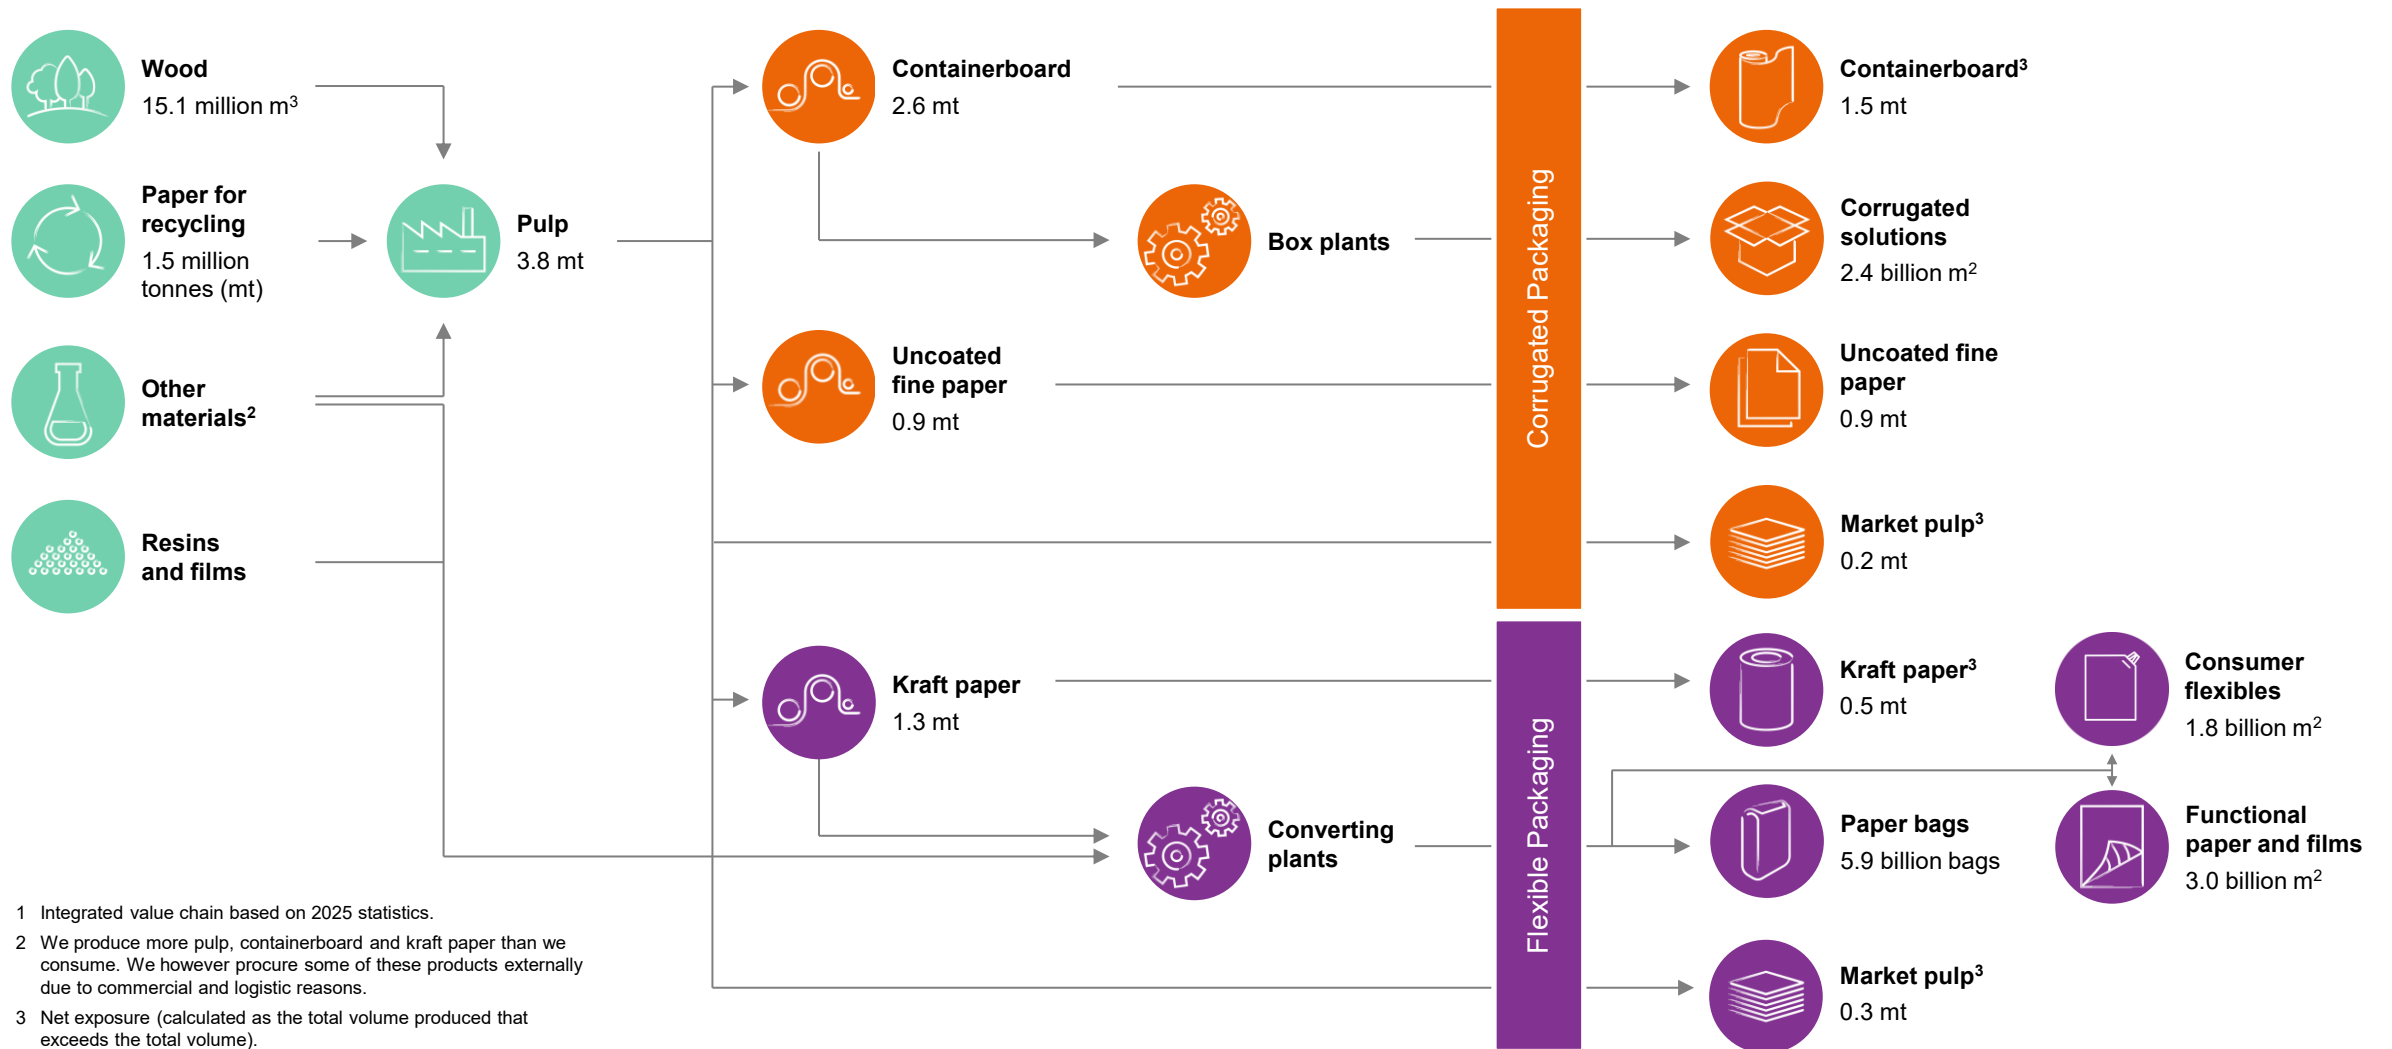 Wood
15.1 million m³
Paper for
recycling
1.5 million
tonnes (mt)
Other
materials²
Resins
and films
Pulp
3.8 mt
Containerboard
2.6 mt
Box plants
Uncoated
fine paper
0.9 mt
Kraft paper
1.3 mt
Converting
plants
Corrugated Packaging
Flexible Packaging
Containerboard³
1.5 mt
Corrugated
solutions
2.4 billion m²
Uncoated fine
paper
0.9 mt
Market pulp³
0.2 mt
Kraft paper³
0.5 mt
Consumer
flexibles
1.8 billion m²
Paper bags
5.9 billion bags
Functional
paper and films
3.0 billion m²
Market pulp³
0.3 mt
1 Integrated value chain based on 2025 statistics.
2 We produce more pulp, containerboard and kraft paper than we
consume. We however procure some of these products externally
due to commercial and logistic reasons.
3 Net exposure (calculated as the total volume produced that
exceeds the total volume).